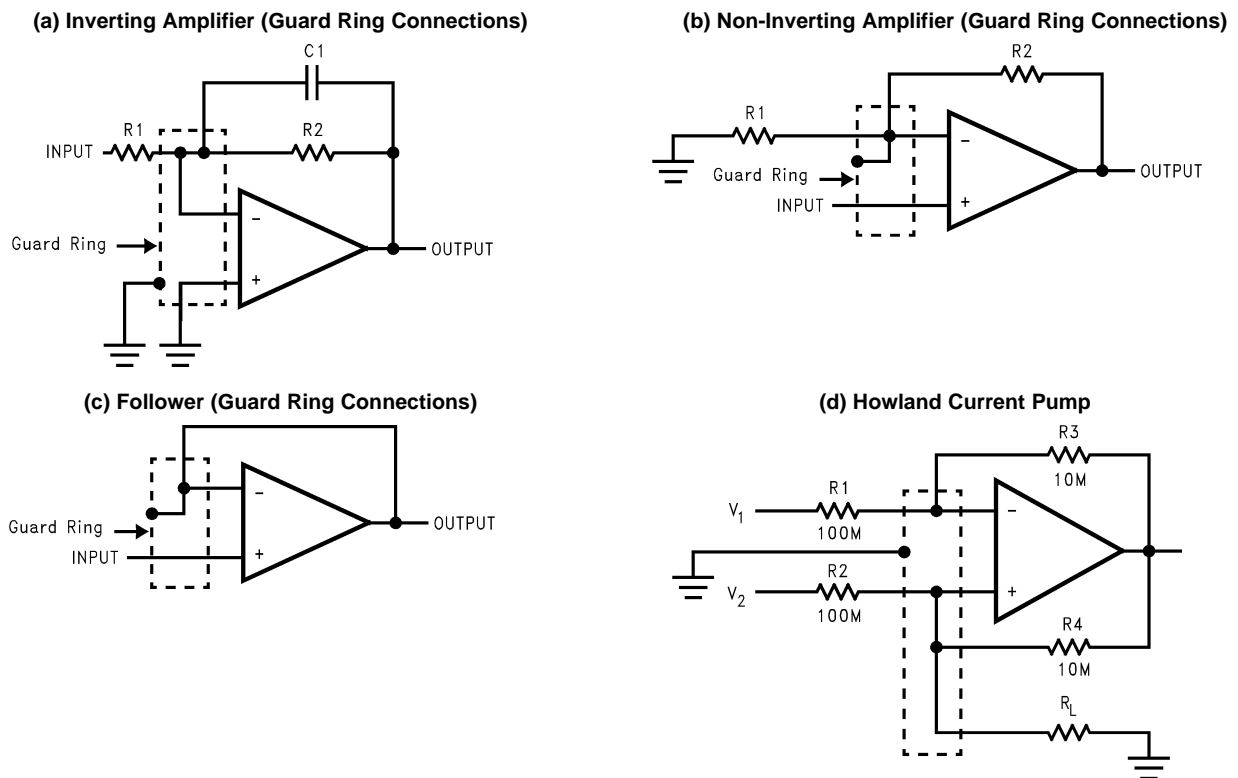 (a) Inverting Amplifier (Guard Ring Connections)
C1
R1
R2
INPUT
−
Guard Ring
OUTPUT
+
(b) Non-Inverting Amplifier (Guard Ring Connections)
R2
R1
−
Guard Ring
OUTPUT
INPUT
+
(c) Follower (Guard Ring Connections)
−
Guard Ring
OUTPUT
INPUT
+
(d) Howland Current Pump
R3
10M
R1
V1
−
100M
R2
V2
+
100M
R4
10M
RL